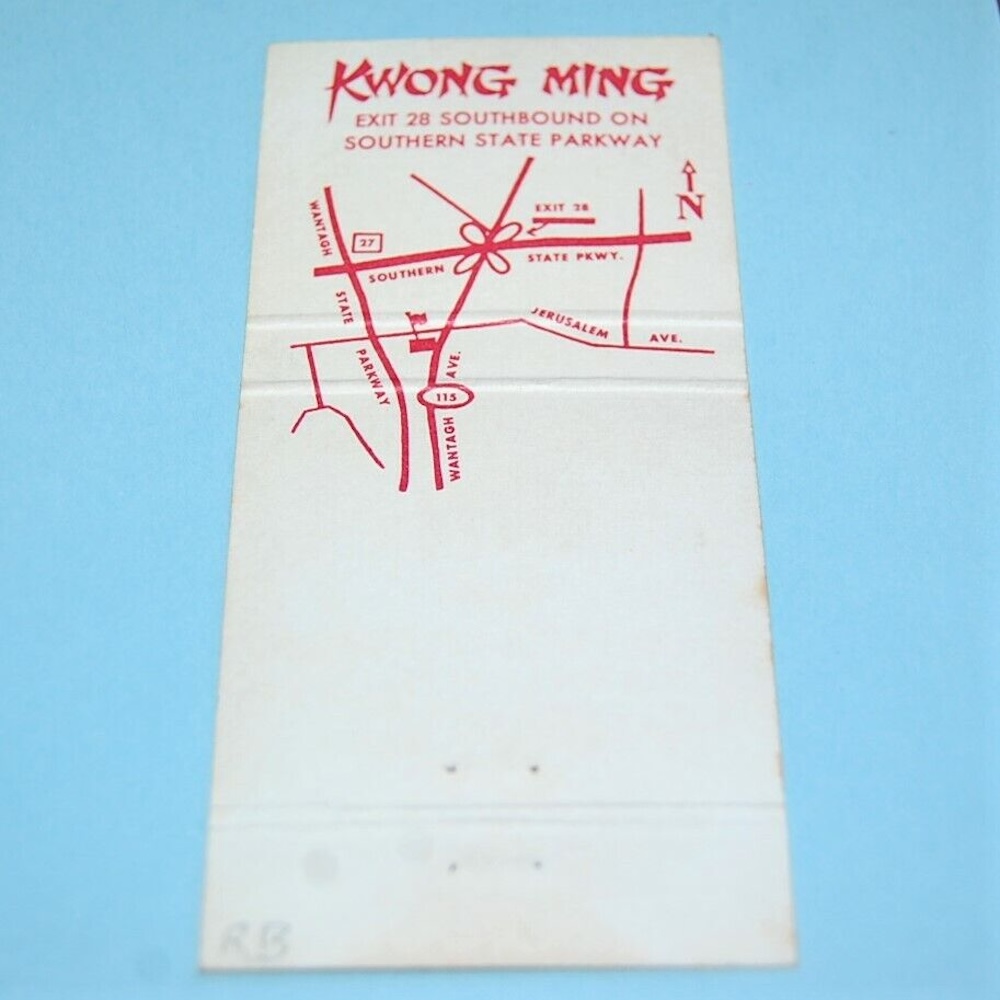 KWONG MING
EXIT 28 SOUTHBOUND ON
SOUTHERN STATE PARKWAY
N
EXIT 28
WANTAGH
27
SOUTHERN
STATE PKWY.
STATE
JERUSALEM
AVE.
PARKWAY
AVE.
115
WANTAGH
RB